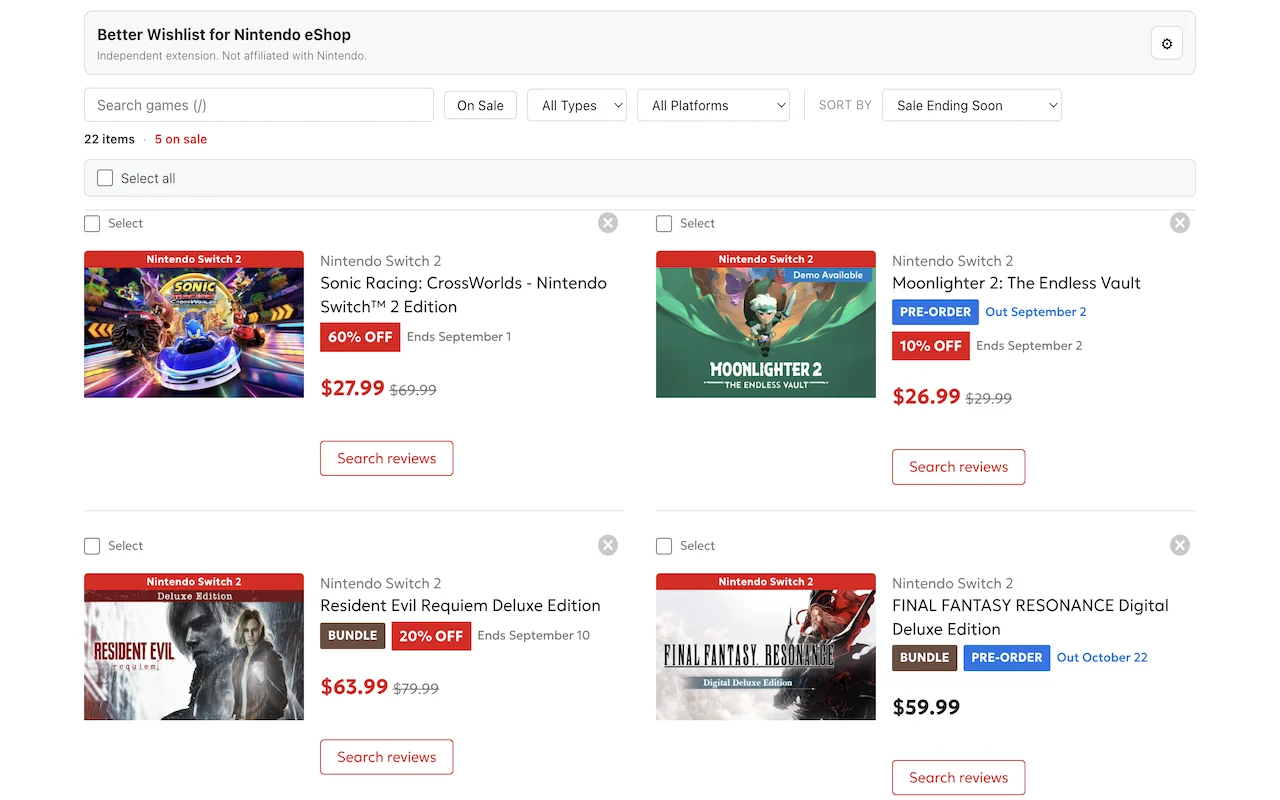 Better Wishlist for Nintendo eShop
Independent extension. Not affiliated with Nintendo.
Search games (/)
On Sale
All Types
All Platforms
SORT BY
Sale Ending Soon
22 items · 5 on sale
Select all
Select
Nintendo Switch 2
SONIC
RACING
CROSSWORLDS
Nintendo Switch 2
Sonic Racing: CrossWorlds - Nintendo
Switch™ 2 Edition
60% OFF Ends September 1
$27.99 $69.99
Search reviews
Select
Nintendo Switch 2
Demo Available
MOONLIGHTER 2
THE ENDLESS VAULT
Nintendo Switch 2
Moonlighter 2: The Endless Vault
PRE-ORDER Out September 2
10% OFF Ends September 2
$26.99 $29.99
Search reviews
Select
Nintendo Switch 2
Deluxe Edition
RESIDENT EVIL
requiem
Nintendo Switch 2
Resident Evil Requiem Deluxe Edition
BUNDLE 20% OFF Ends September 10
$63.99 $79.99
Search reviews
Select
Nintendo Switch 2
FINAL FANTASY RESONANCE
Digital Deluxe Edition
Nintendo Switch 2
FINAL FANTASY RESONANCE Digital
Deluxe Edition
BUNDLE PRE-ORDER Out October 22
$59.99
Search reviews